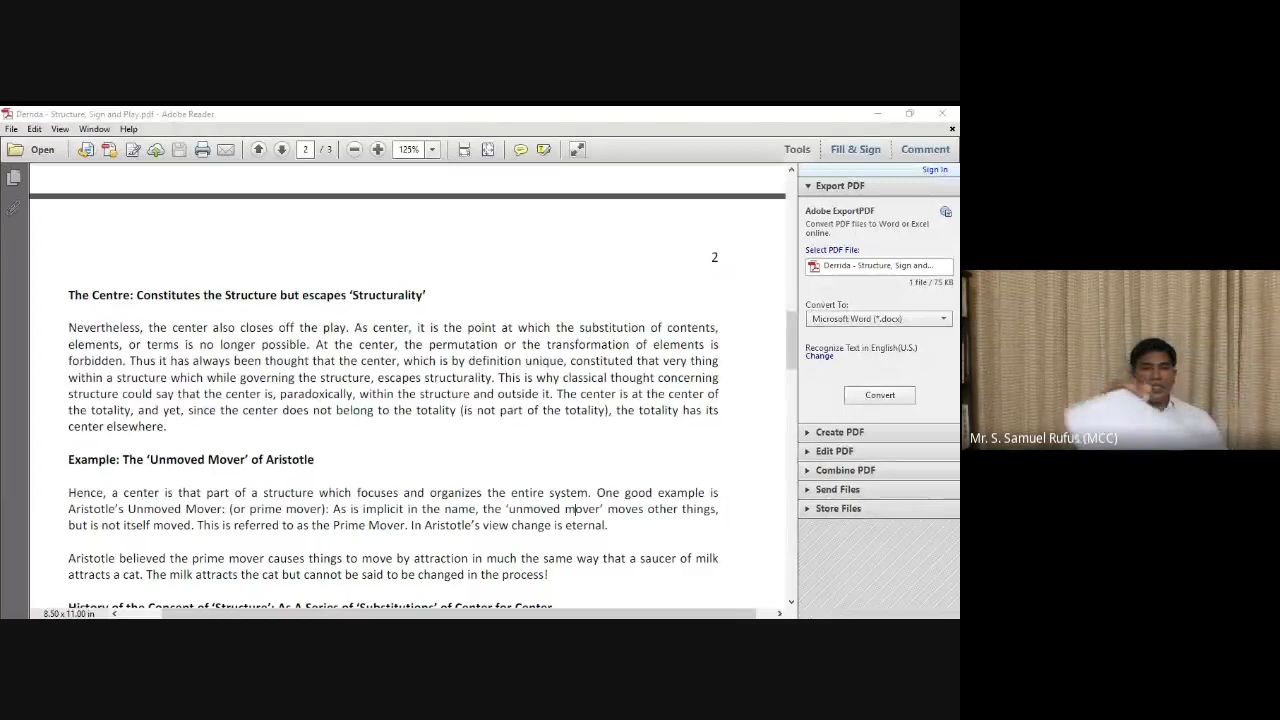 Derrida - Structure, Sign and Play.pdf - Adobe Reader
File Edit View Window Help
Open 2 / 3 125% Tools Fill & Sign Comment
Sign In
Export PDF
Adobe ExportPDF
Convert PDF files to Word or Excel
online.
Select PDF File:
Derrida - Structure, Sign and...
1 file / 75 KB
Convert To:
Microsoft Word (*.docx)
Recognize Text in English(U.S.)
Change
Convert
Create PDF
Edit PDF
Combine PDF
Send Files
Store Files
2
The Centre: Constitutes the Structure but escapes ‘Structurality’
Nevertheless, the center also closes off the play. As center, it is the point at which the substitution of contents,
elements, or terms is no longer possible. At the center, the permutation or the transformation of elements is
forbidden. Thus it has always been thought that the center, which is by definition unique, constituted that very thing
within a structure which while governing the structure, escapes structurality. This is why classical thought concerning
structure could say that the center is, paradoxically, within the structure and outside it. The center is at the center of
the totality, and yet, since the center does not belong to the totality (is not part of the totality), the totality has its
center elsewhere.
Example: The ‘Unmoved Mover’ of Aristotle
Hence, a center is that part of a structure which focuses and organizes the entire system. One good example is
Aristotle’s Unmoved Mover: (or prime mover): As is implicit in the name, the ‘unmoved mover’ moves other things,
but is not itself moved. This is referred to as the Prime Mover. In Aristotle’s view change is eternal.
Aristotle believed the prime mover causes things to move by attraction in much the same way that a saucer of milk
attracts a cat. The milk attracts the cat but cannot be said to be changed in the process!
History of the Concept of ‘Structure’: As A Series of ‘Substitutions’ of Center for Center
8.50 x 11.00 in
Mr. S. Samuel Rufus (MCC)